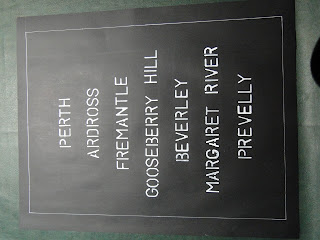 PERTH
ARDROSS
FREMANTLE
GOOSEBERRY HILL
BEVERLEY
MARGARET RIVER
PREVELLY